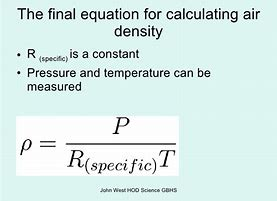 The final equation for calculating air
density
• R (specific) is a constant
• Pressure and temperature can be
measured
ρ = P / R(specific)T
John West HOD Science GBHS